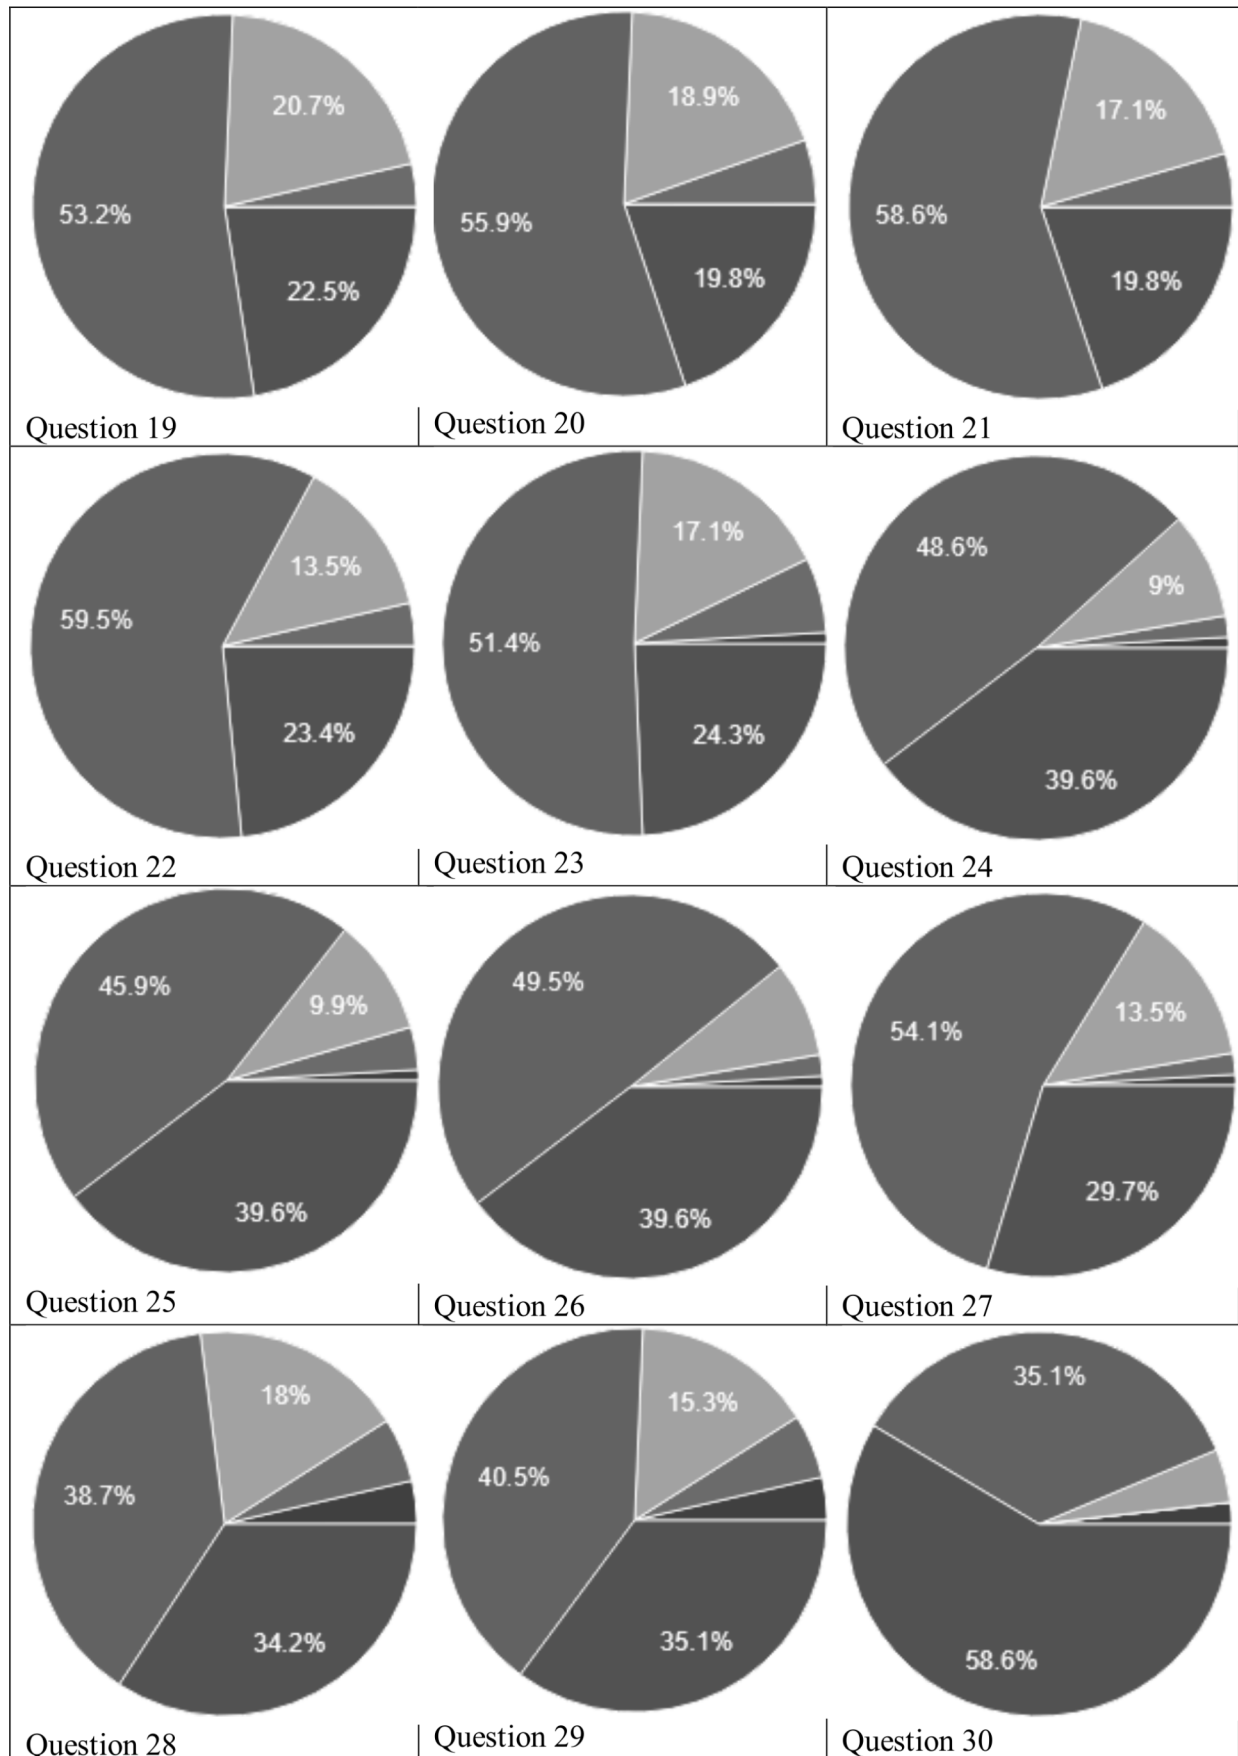 20.7%
53.2%
22.5%
Question 19
18.9%
55.9%
19.8%
Question 20
17.1%
58.6%
19.8%
Question 21
13.5%
59.5%
23.4%
Question 22
17.1%
51.4%
24.3%
Question 23
48.6%
9%
39.6%
Question 24
45.9%
9.9%
39.6%
Question 25
49.5%
39.6%
Question 26
13.5%
54.1%
29.7%
Question 27
18%
38.7%
34.2%
Question 28
15.3%
40.5%
35.1%
Question 29
35.1%
58.6%
Question 30